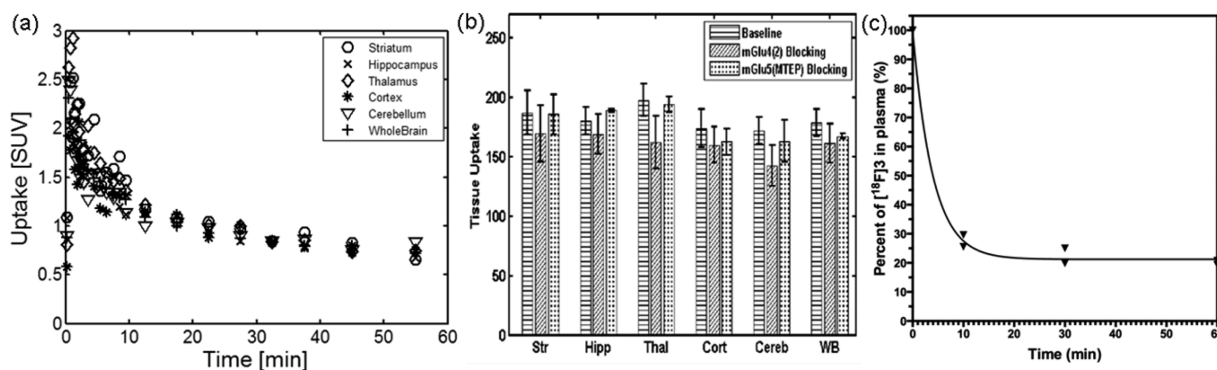 (a)
Uptake [SUV]
3
2.5
2
1.5
1
0.5
0
Striatum
Hippocampus
Thalamus
Cortex
Cerebellum
WholeBrain
0 10 20 30 40 50 60
Time [min]
(b)
Tissue Uptake
250
200
150
100
50
0
Baseline
mGlu4(2) Blocking
mGlu5(MTEP) Blocking
Str Hipp Thal Cort Cereb WB
(c)
Percent of [18F]3 in plasma (%)
100
90
80
70
60
50
40
30
20
10
0
0 10 20 30 40 50 60
Time (min)